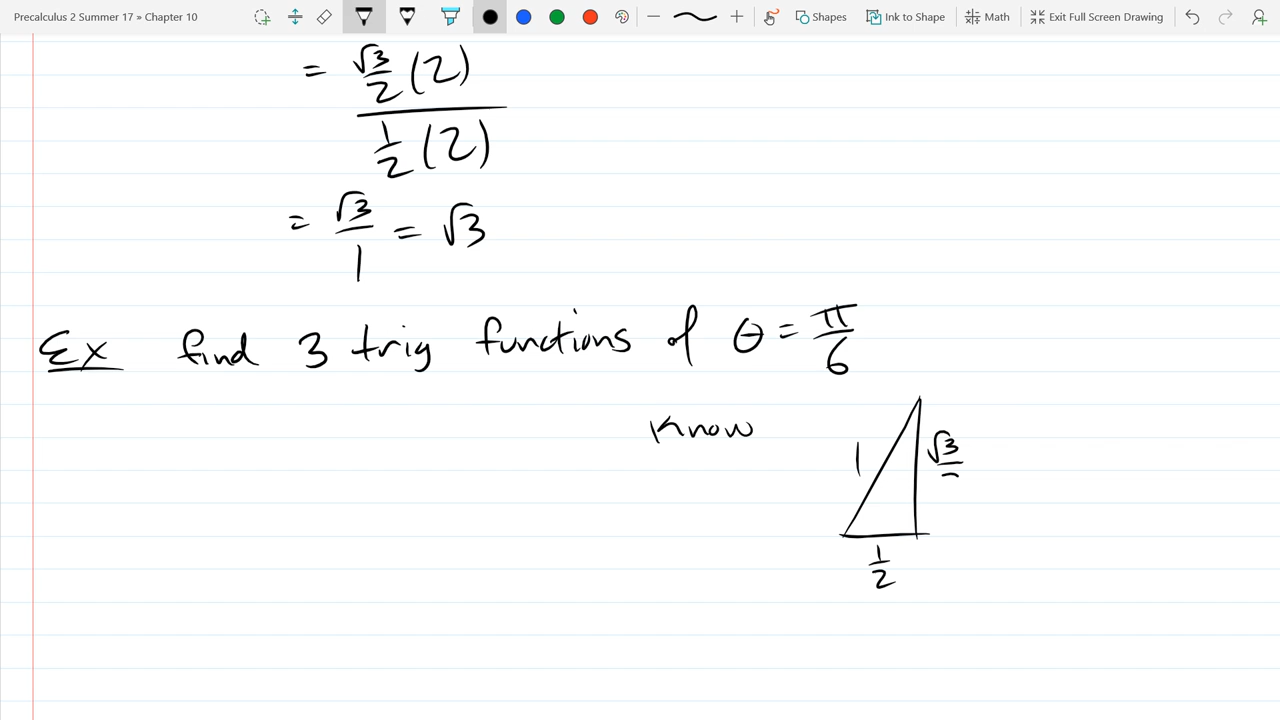 Precalculus 2 Summer 17 » Chapter 10
Shapes
Ink to Shape
Math
Exit Full Screen Drawing
= √3/2 (2)
1/2 (2)
= √3/1 = √3
Ex find 3 trig functions of θ = π/6
Know
1
√3
1/2